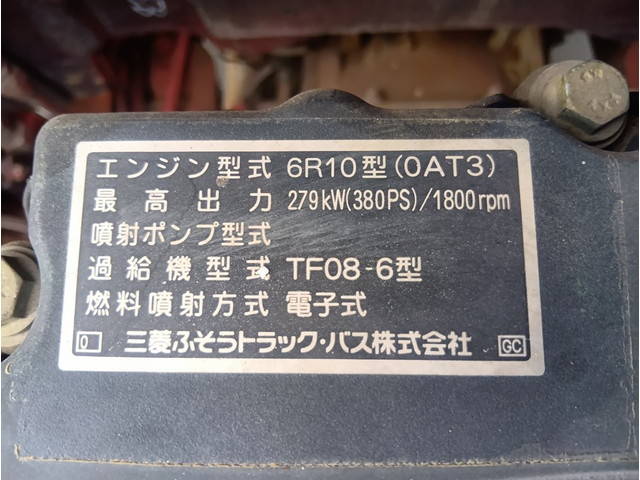 エンジン型式 6R10型(0AT3)
最高出力 279kW(380PS)/1800rpm
噴射ポンプ型式
過給機型式 TF08-6型
燃料噴射方式 電子式
0 三菱ふそうトラック・バス株式会社 GC